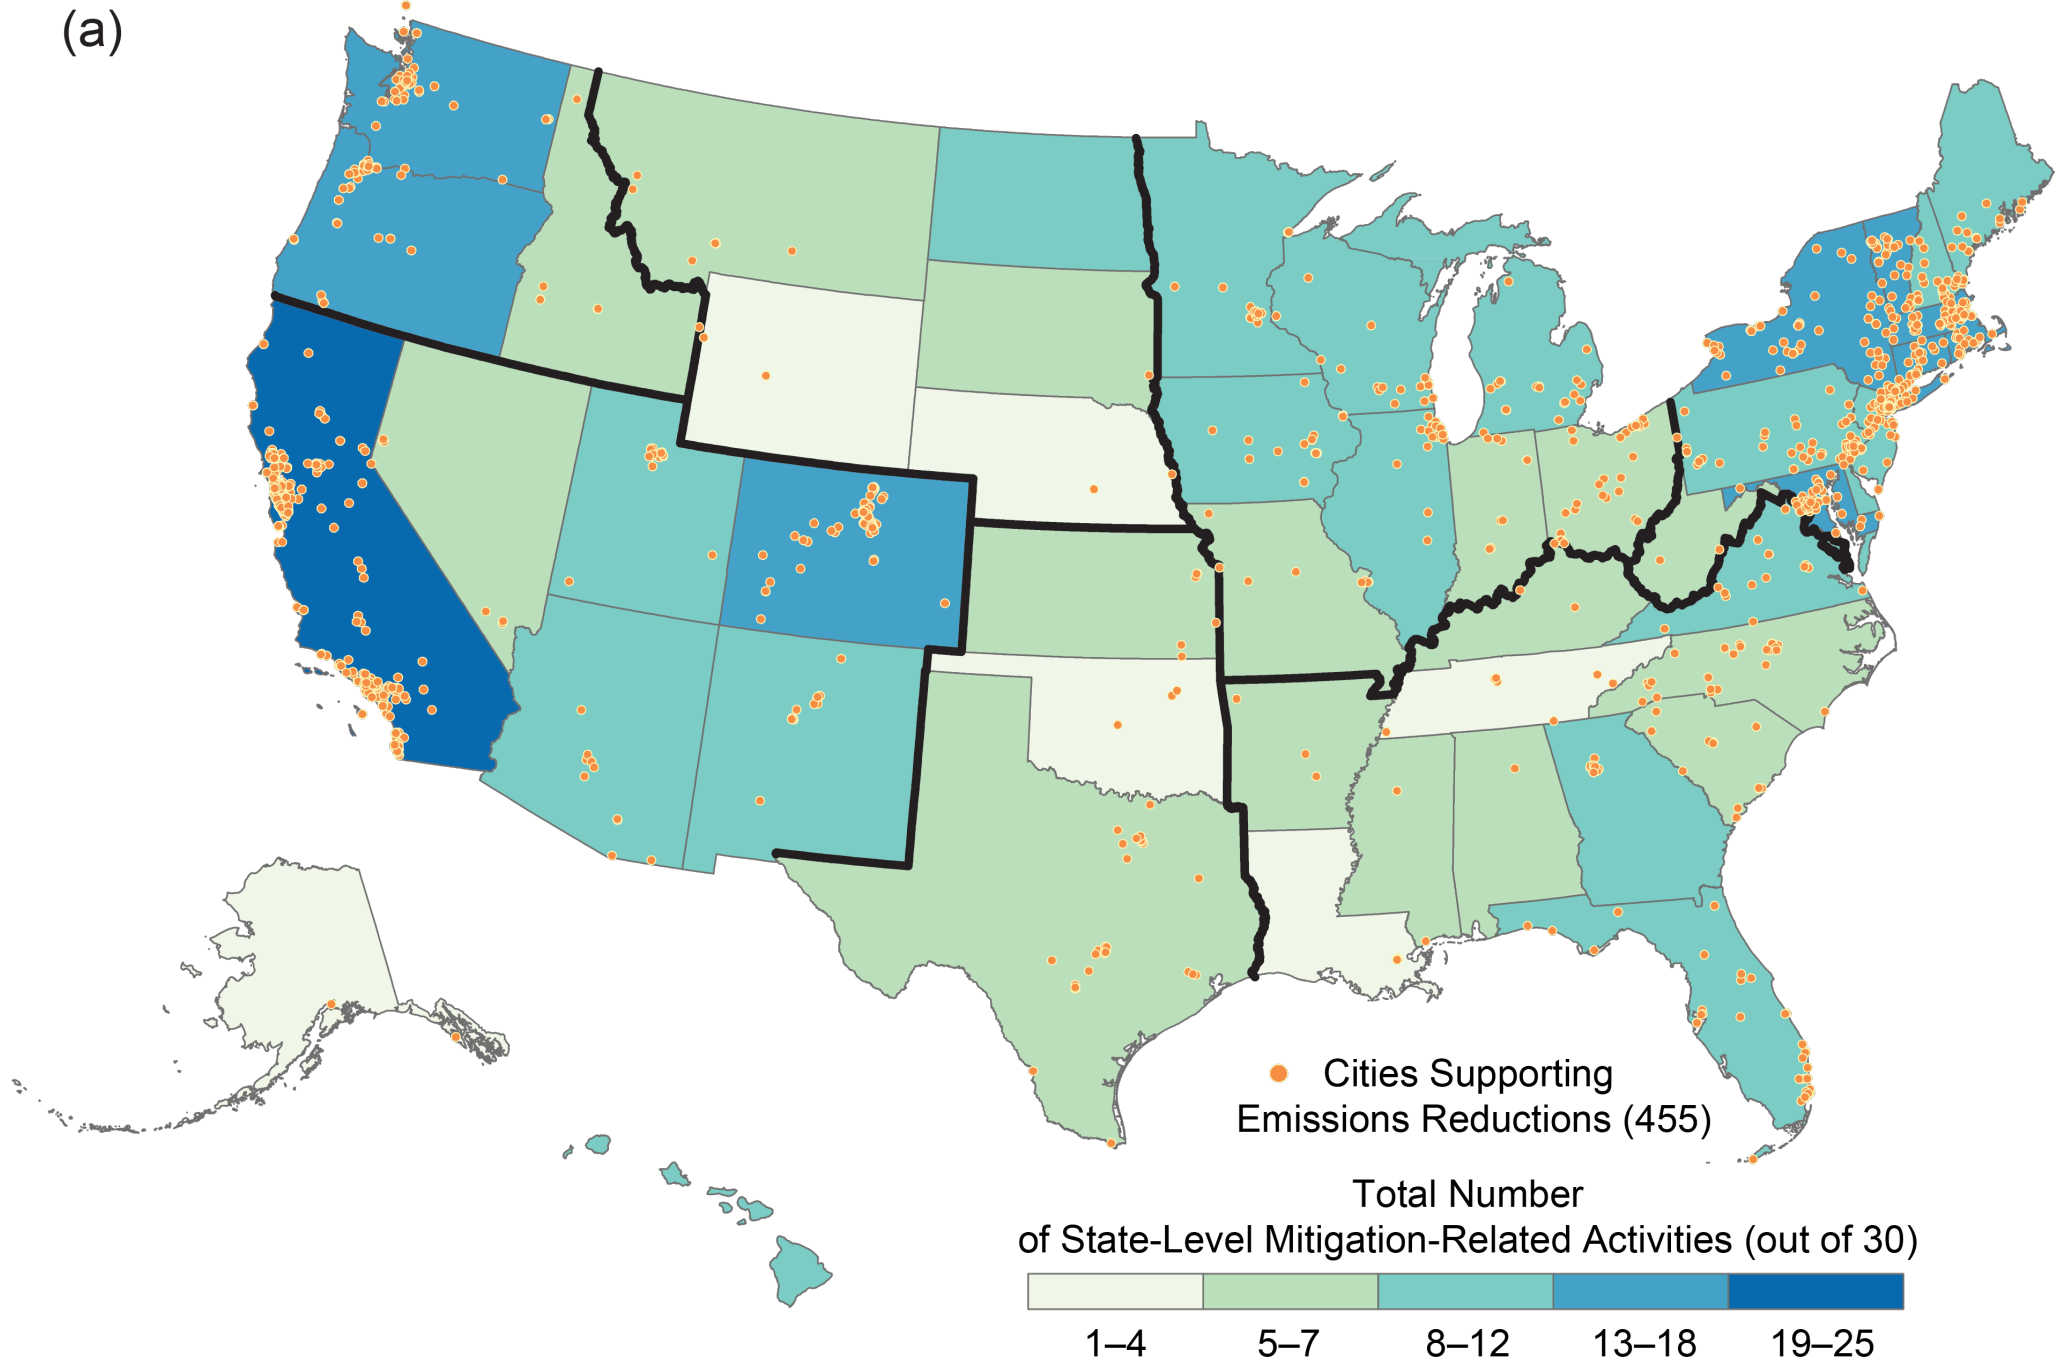 (a)
Cities Supporting
Emissions Reductions (455)
Total Number
of State-Level Mitigation-Related Activities (out of 30)
1–4 5–7 8–12 13–18 19–25